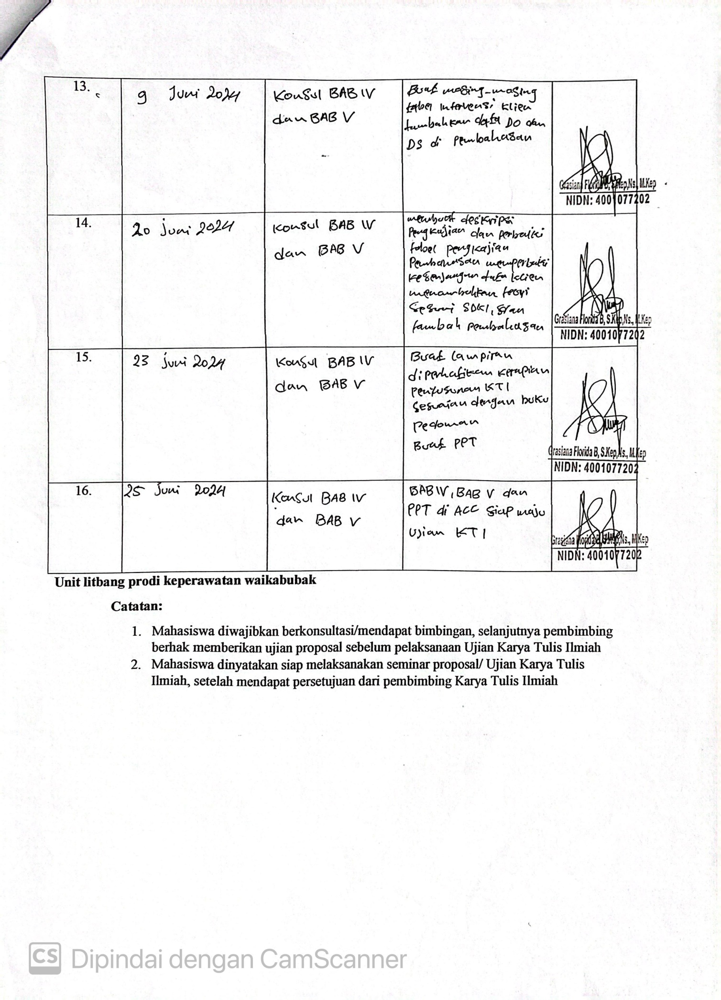 13.
9 Juni 2024
Konsul BAB IV
dan BAB V
Buat masing-masing
tabel Intervensi Klien
tambahkan data DO dan
DS di pembahasan
Grasiana Florida B, S.Kep,Ns., M.Kep
NIDN: 4001077202
14.
20 Juni 2024
Konsul BAB IV
dan BAB V
membuat deskripsi
Pengkajian dan perbaiki
tabel pengkajian
Pembahasan memperbaiki
kesenjangan data klien
menambahkan teori
Sesuai SDKI,
tambah pembahasan
Grasiana Florida B, S.Kep,Ns., M.Kep
NIDN: 4001077202
15.
23 Juni 2024
Konsul BAB IV
dan BAB V
Buat lampiran
diperhatikan kerapian
penyusunan KTI
Sesuaian dengan buku
Pedoman
Buat PPT
Grasiana Florida B, S.Kep,Ns., M.Kep
NIDN: 4001077202
16.
25 Juni 2024
Konsul BAB IV
dan BAB V
BAB IV, BAB V dan
PPT di ACC Siap maju
Ujian KTI
Grasiana Florida B, S.Kep,Ns., M.Kep
NIDN: 4001077202
Unit litbang prodi keperawatan waikabubak
Catatan:
1. Mahasiswa diwajibkan berkonsultasi/mendapat bimbingan, selanjutnya pembimbing
berhak memberikan ujian proposal sebelum pelaksanaan Ujian Karya Tulis Ilmiah
2. Mahasiswa dinyatakan siap melaksanakan seminar proposal/ Ujian Karya Tulis
Ilmiah, setelah mendapat persetujuan dari pembimbing Karya Tulis Ilmiah
CS Dipindai dengan CamScanner